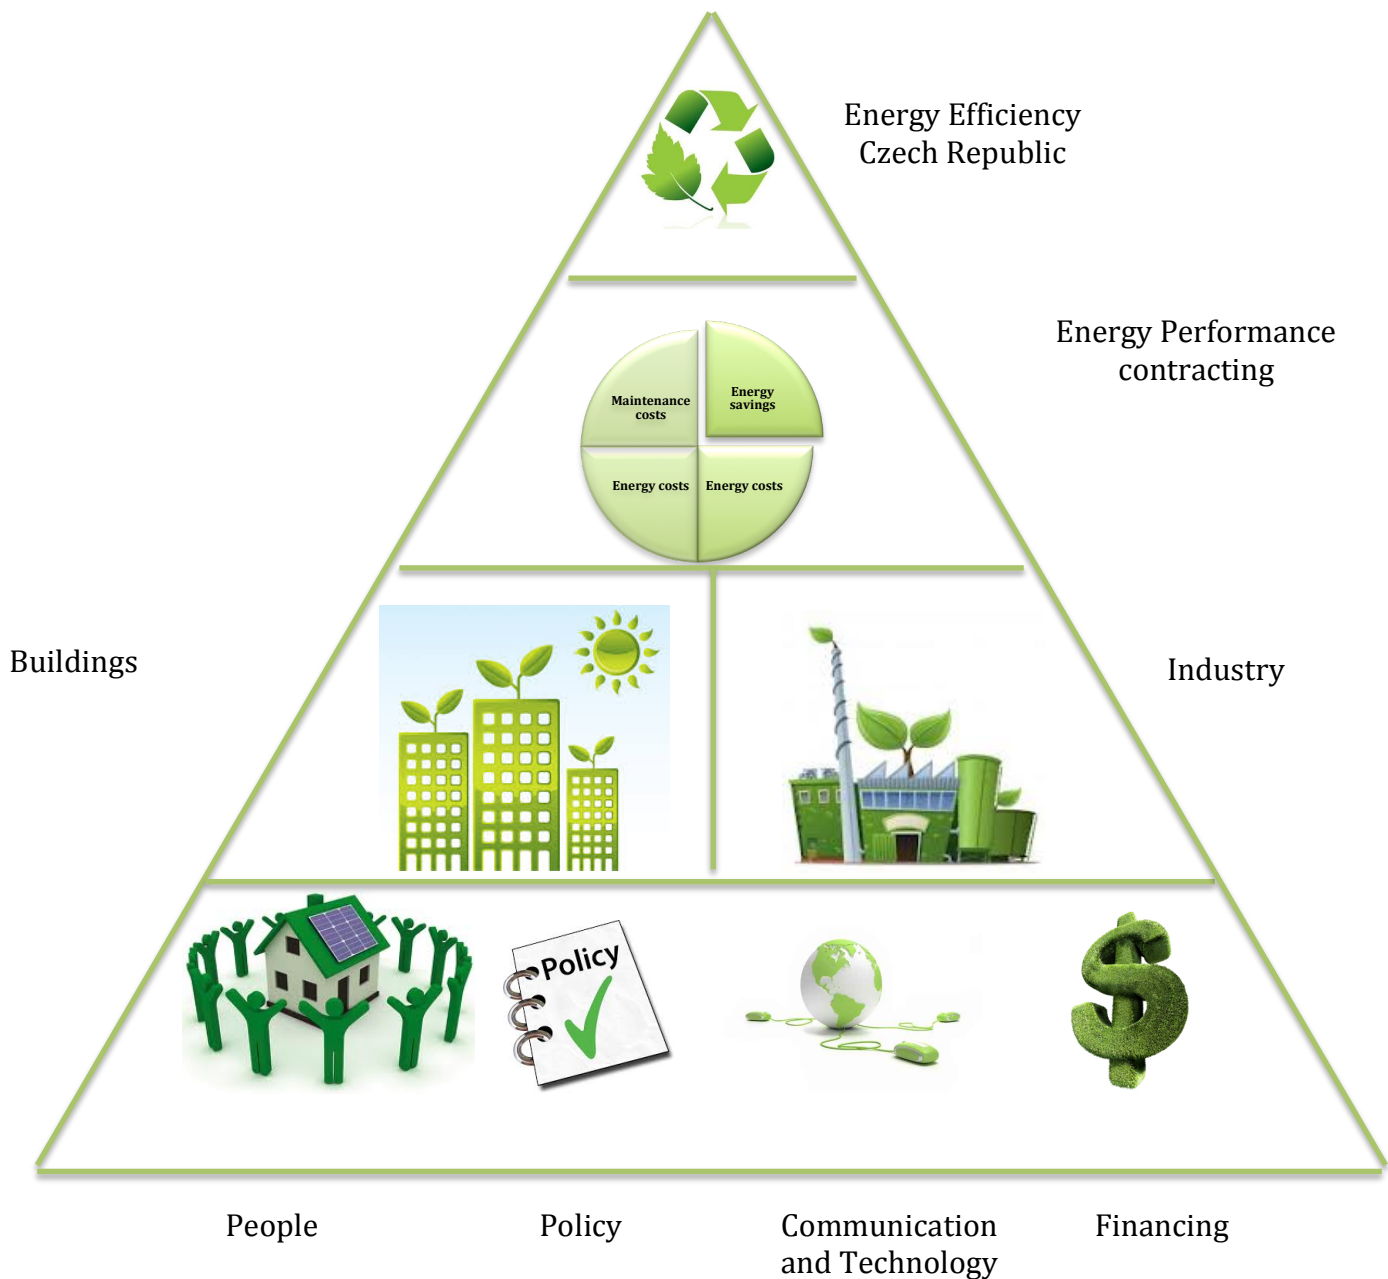 Energy Efficiency
Czech Republic
Energy Performance
contracting
Maintenance
costs
Energy
savings
Energy costs
Energy costs
Buildings
Industry
Policy
People
Policy
Communication
and Technology
Financing